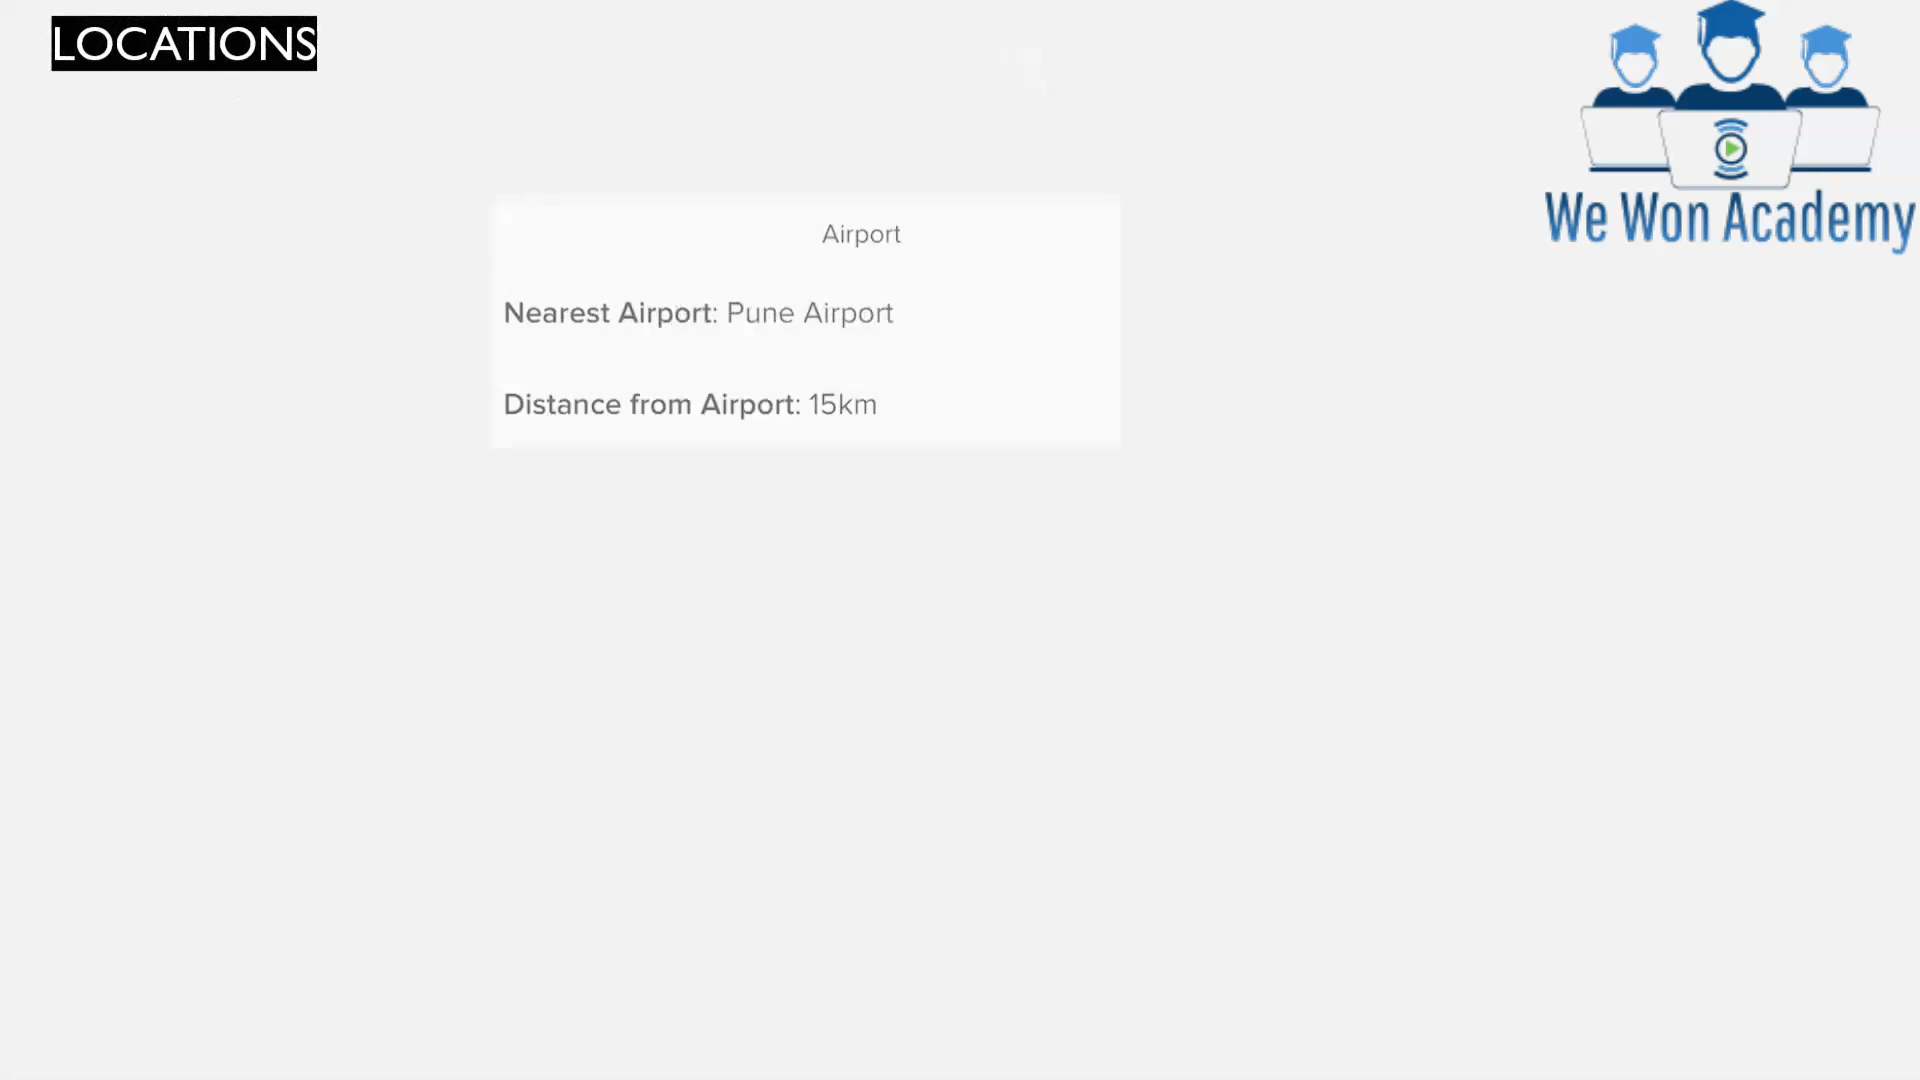 LOCATIONS
We Won Academy
Airport
Nearest Airport: Pune Airport
Distance from Airport: 15km